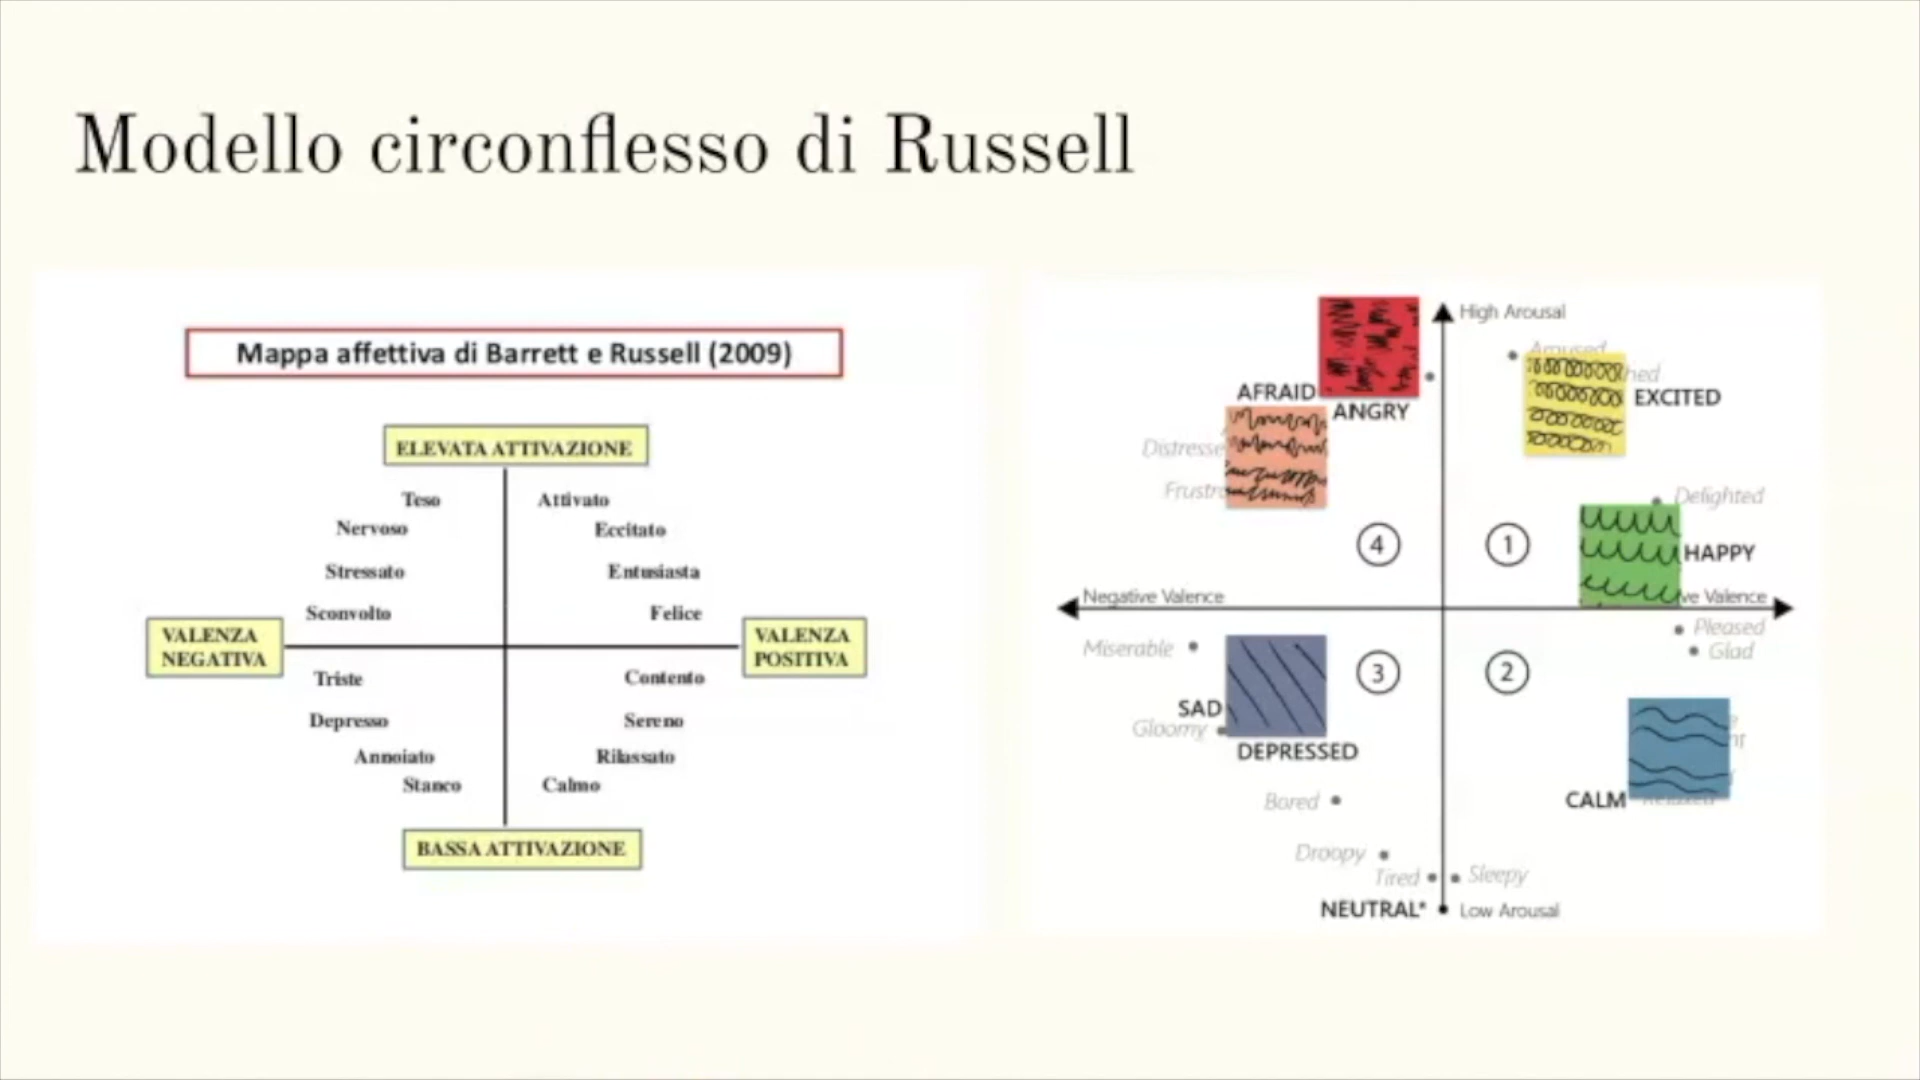 Modello circonflesso di Russell
Mappa affettiva di Barrett e Russell (2009)
ELEVATA ATTIVAZIONE
Teso
Attivato
Nervoso
Eccitato
Stressato
Entusiasta
Sconvolto
Felice
VALENZA
NEGATIVA
VALENZA
POSITIVA
Triste
Contento
Depresso
Sereno
Annoiato
Rilassato
Stanco
Calmo
BASSA ATTIVAZIONE
High Arousal
Amused
EXCITED
AFRAID
ANGRY
Delighted
4
1
HAPPY
Negative Valence
Valence
Pleased
Miserable
Glad
3
2
SAD
Gloomy
DEPRESSED
CALM
Relaxed
Bored
Droopy
Tired
Sleepy
NEUTRAL*
Low Arousal